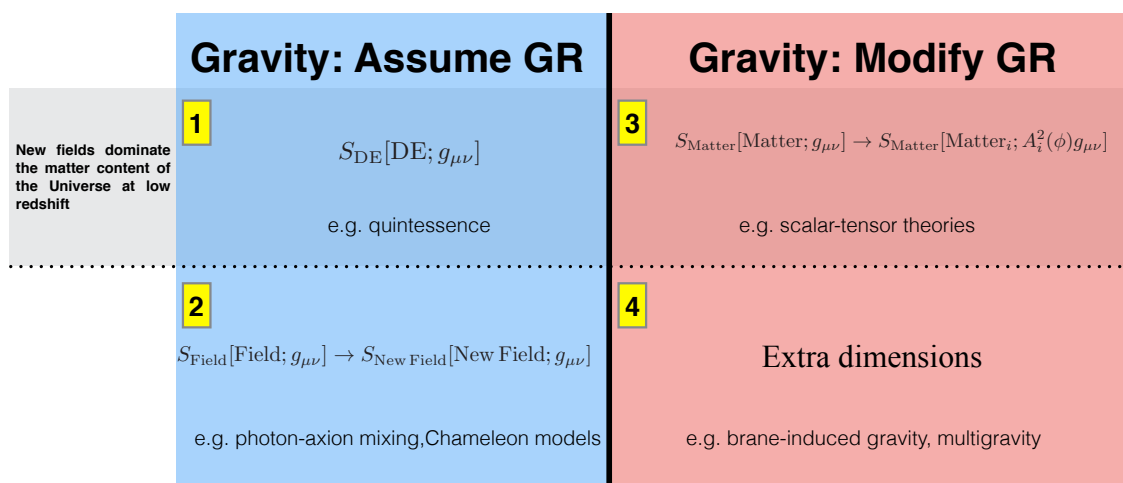 Gravity: Assume GR
Gravity: Modify GR
New fields dominate
the matter content of
the Universe at low
redshift
1
S_DE[DE; g_μν]
e.g. quintessence
3
S_Matter[Matter; g_μν] → S_Matter[Matter_i; A_i^2(ϕ)g_μν]
e.g. scalar-tensor theories
2
S_Field[Field; g_μν] → S_New Field[New Field; g_μν]
e.g. photon-axion mixing,Chameleon models
4
Extra dimensions
e.g. brane-induced gravity, multigravity